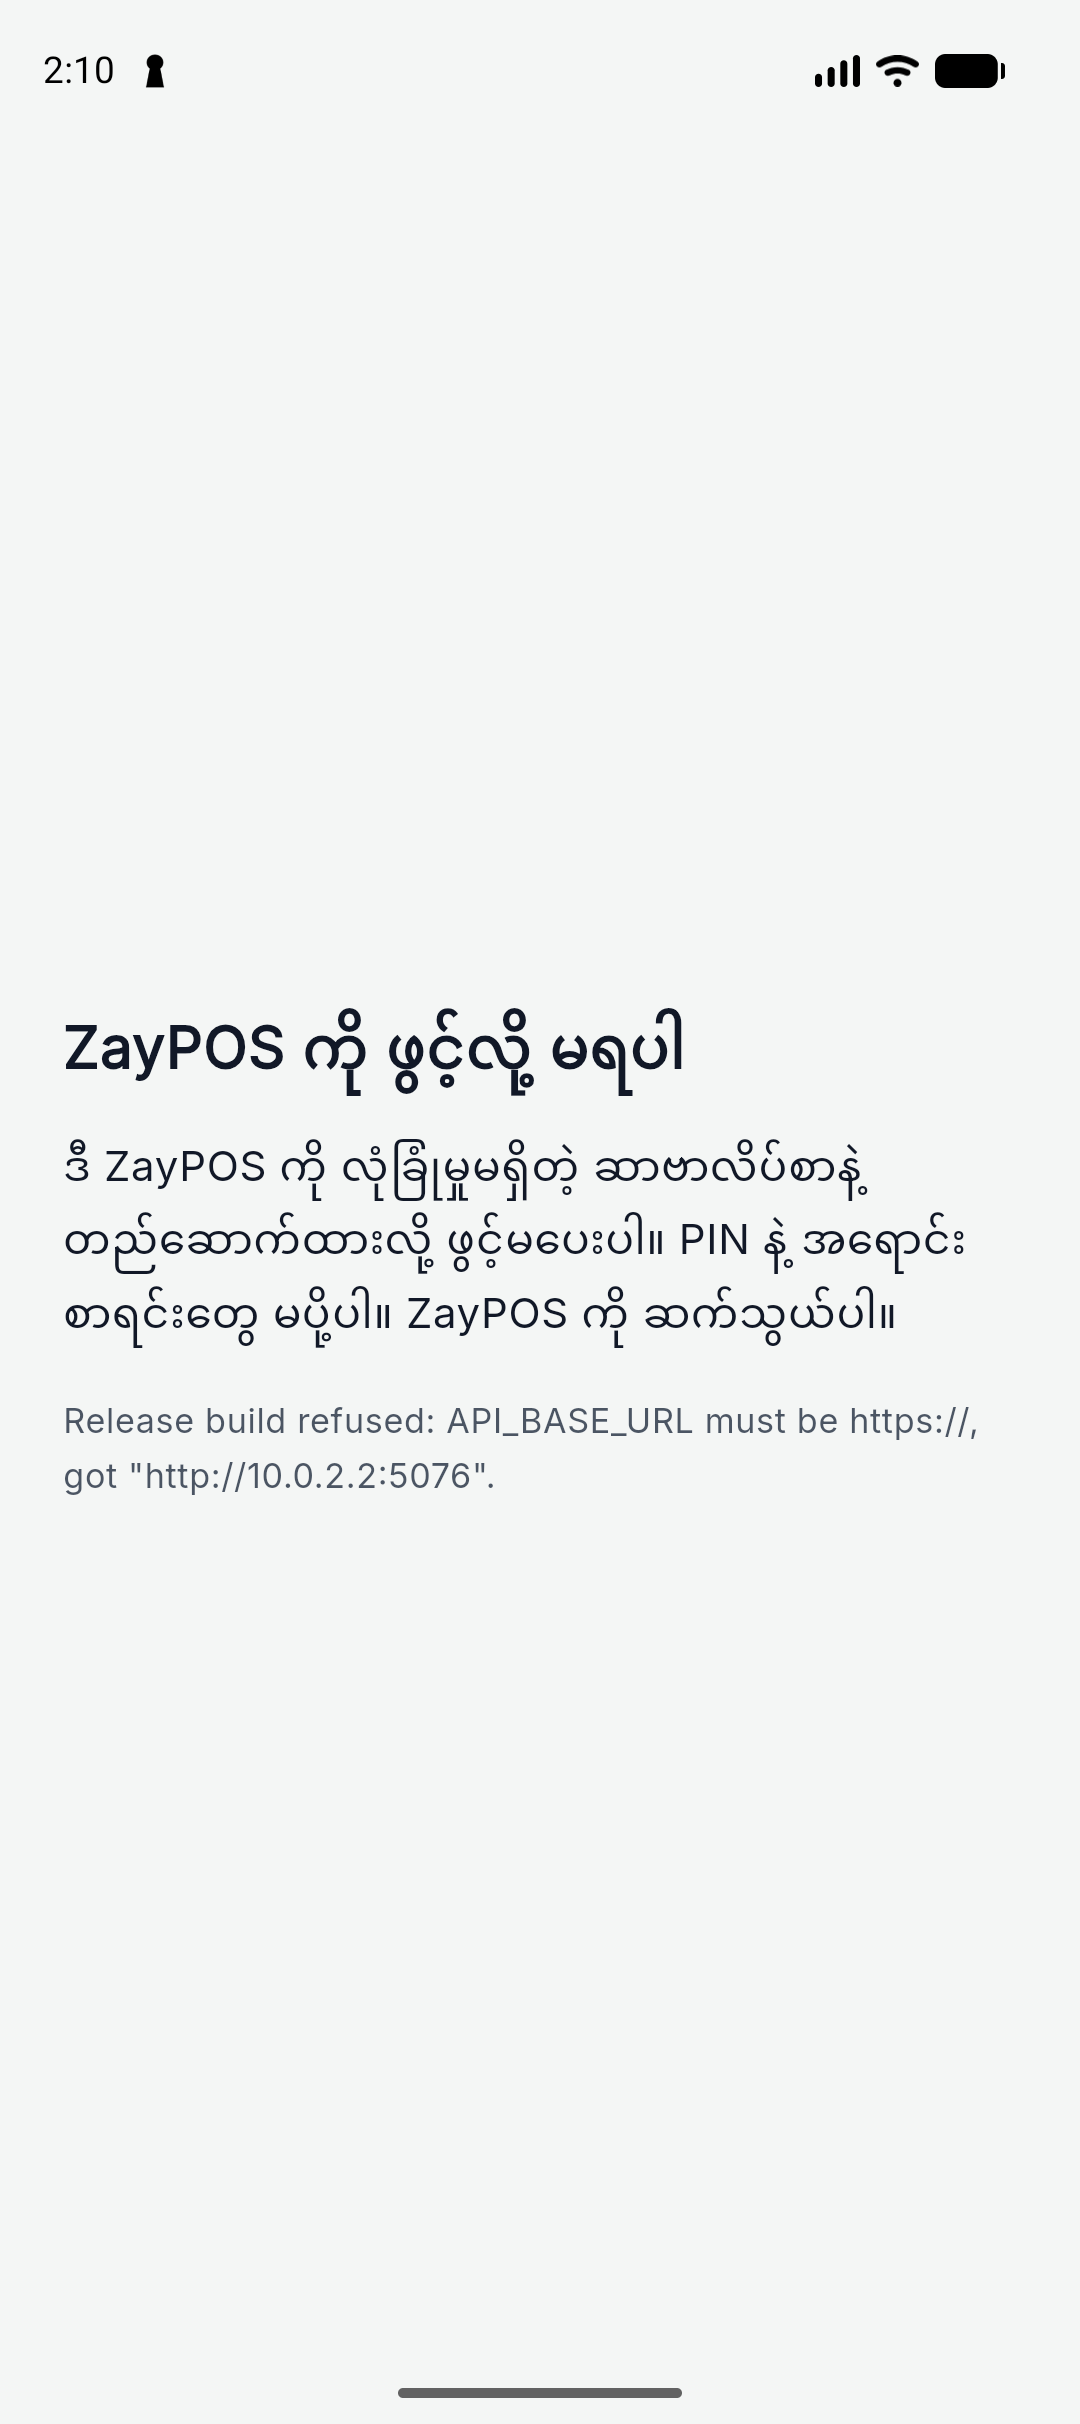 2:10
ZayPOS ကို ဖွင့်လို့ မရပါ
ဒီ ZayPOS ကို လုံခြုံမှုမရှိတဲ့ ဆာဗာလိပ်စာနဲ့
တည်ဆောက်ထားလို့ ဖွင့်မပေးပါ။ PIN နဲ့ အရောင်း
စာရင်းတွေ မပို့ပါ။ ZayPOS ကို ဆက်သွယ်ပါ။
Release build refused: API_BASE_URL must be https://,
got "http://10.0.2.2:5076".